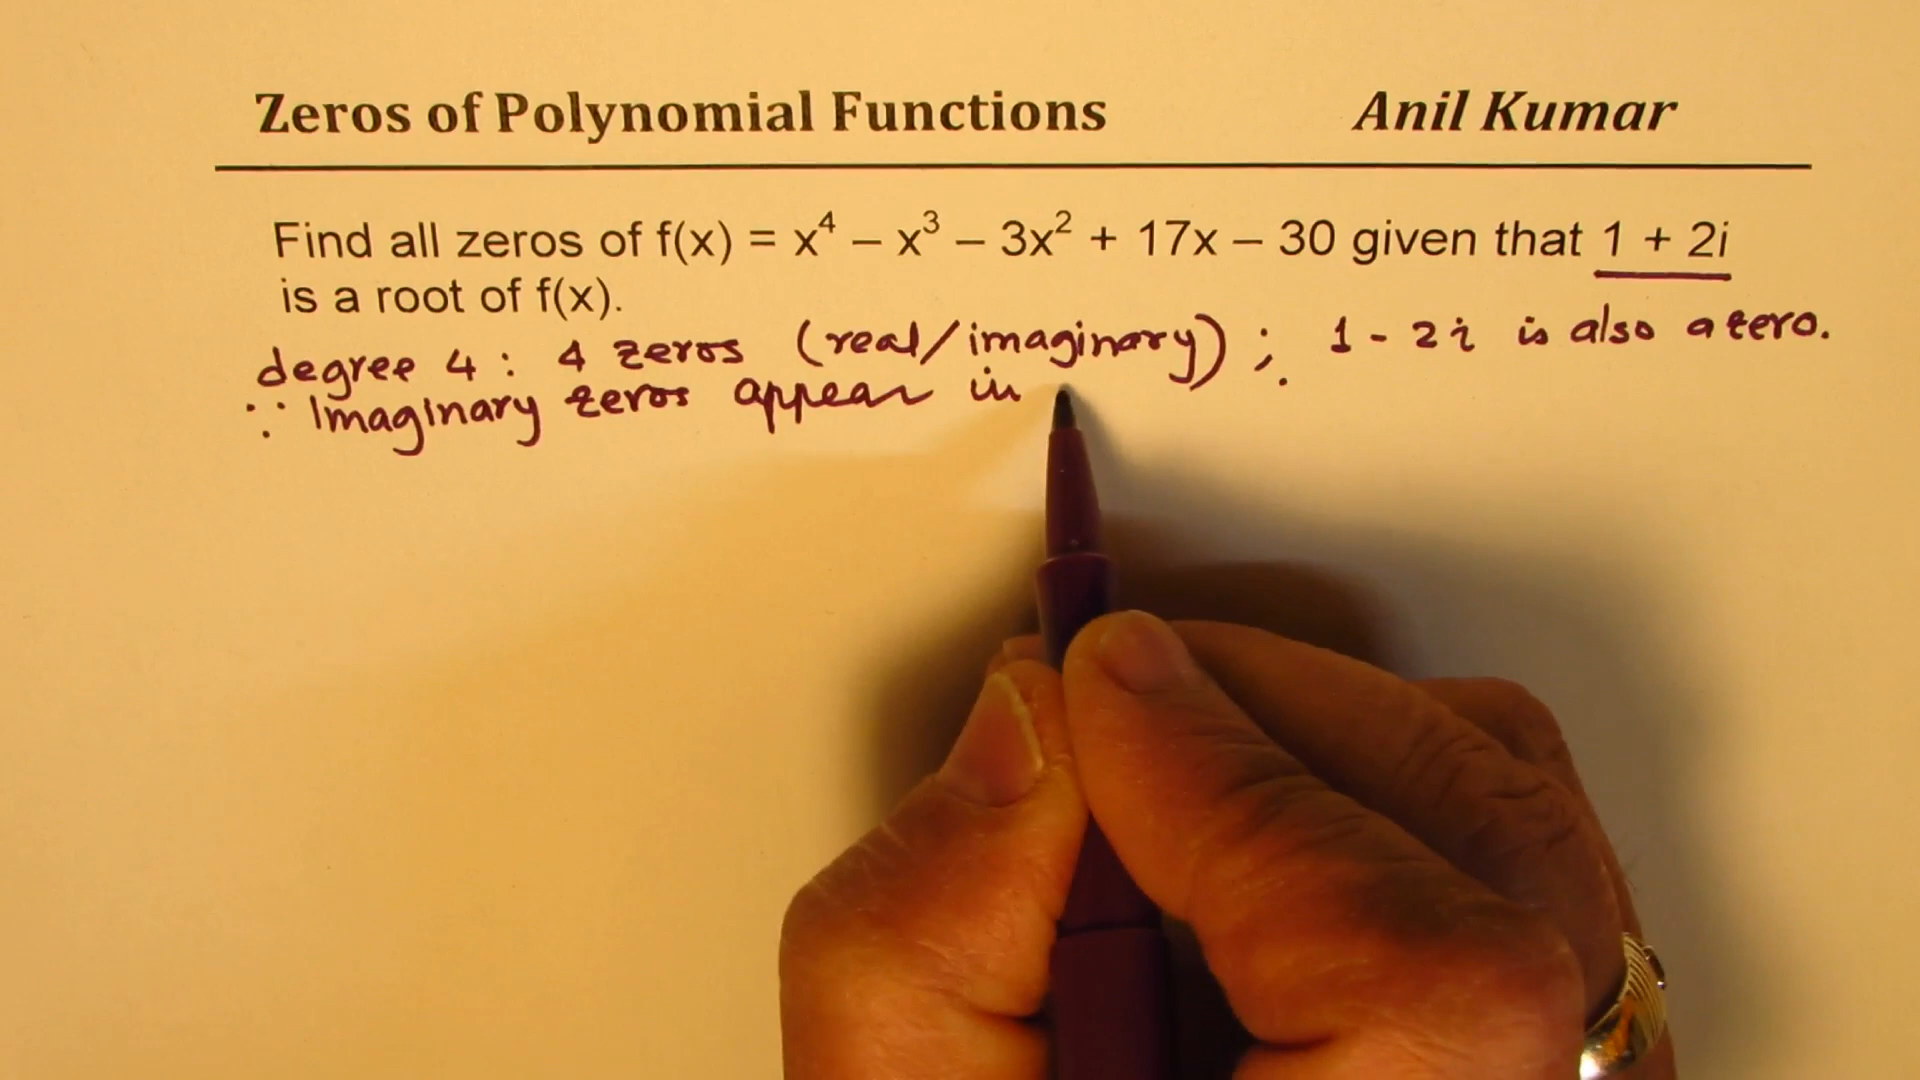 Zeros of Polynomial Functions Anil Kumar
Find all zeros of f(x) = x⁴ – x³ – 3x² + 17x – 30 given that 1 + 2i
is a root of f(x).
degree 4 : 4 zeros (real/imaginary) ; 1 - 2i is also a zero.
∵ Imaginary zeros appear in